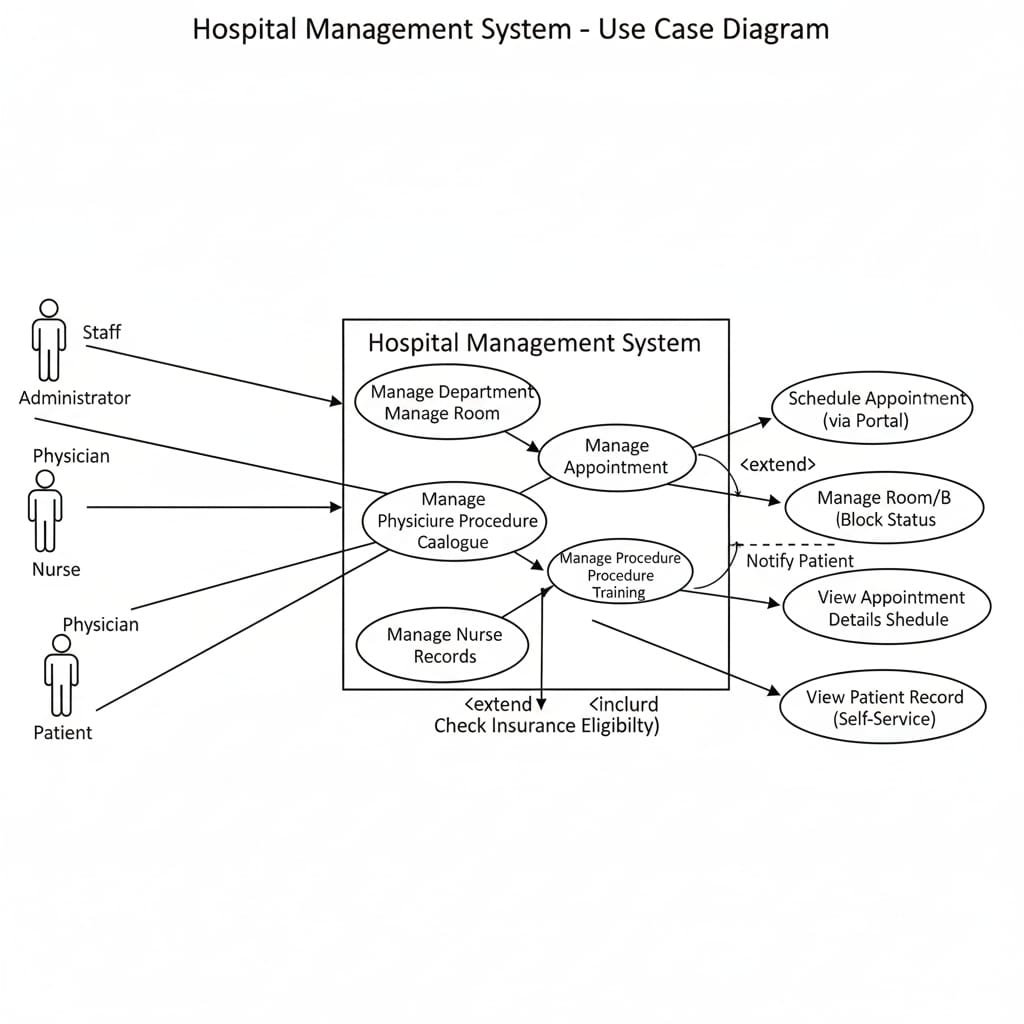 Hospital Management System - Use Case Diagram
Staff
Administrator
Physician
Nurse
Physician
Patient
Hospital Management System
Manage Department
Manage Room
Manage
Appointment
Manage
Physiciure Procedure
Caalogue
Manage Procedure
Procedure
Training
Manage Nurse
Records
<extend
<inclurd
Check Insurance Eligibilty)
Schedule Appointment
(via Portal)
<extend>
Manage Room/B
(Block Status
Notify Patient
View Appointment
Details Shedule
View Patient Record
(Self-Service)